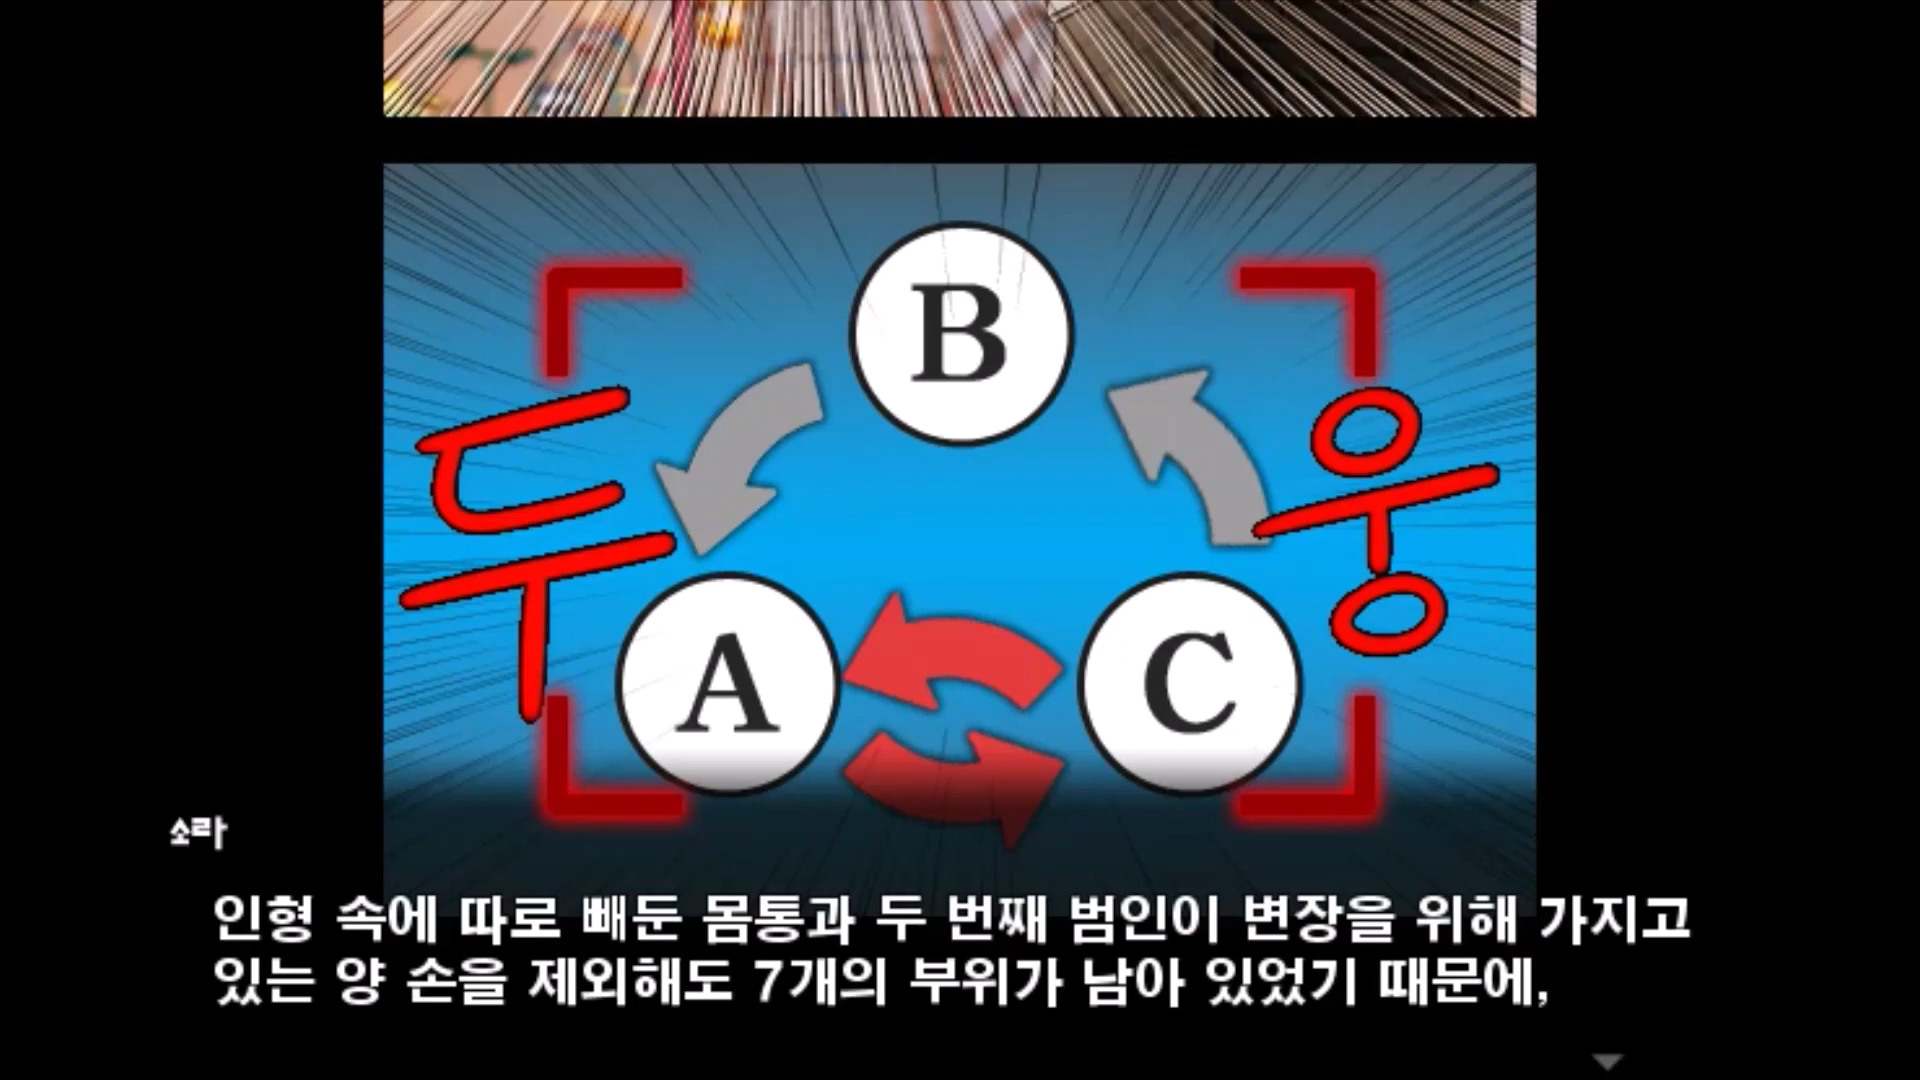 B
두
웅
A
C
소라
인형 속에 따로 빼둔 몸통과 두 번째 범인이 변장을 위해 가지고
있는 양 손을 제외해도 7개의 부위가 남아 있었기 때문에,